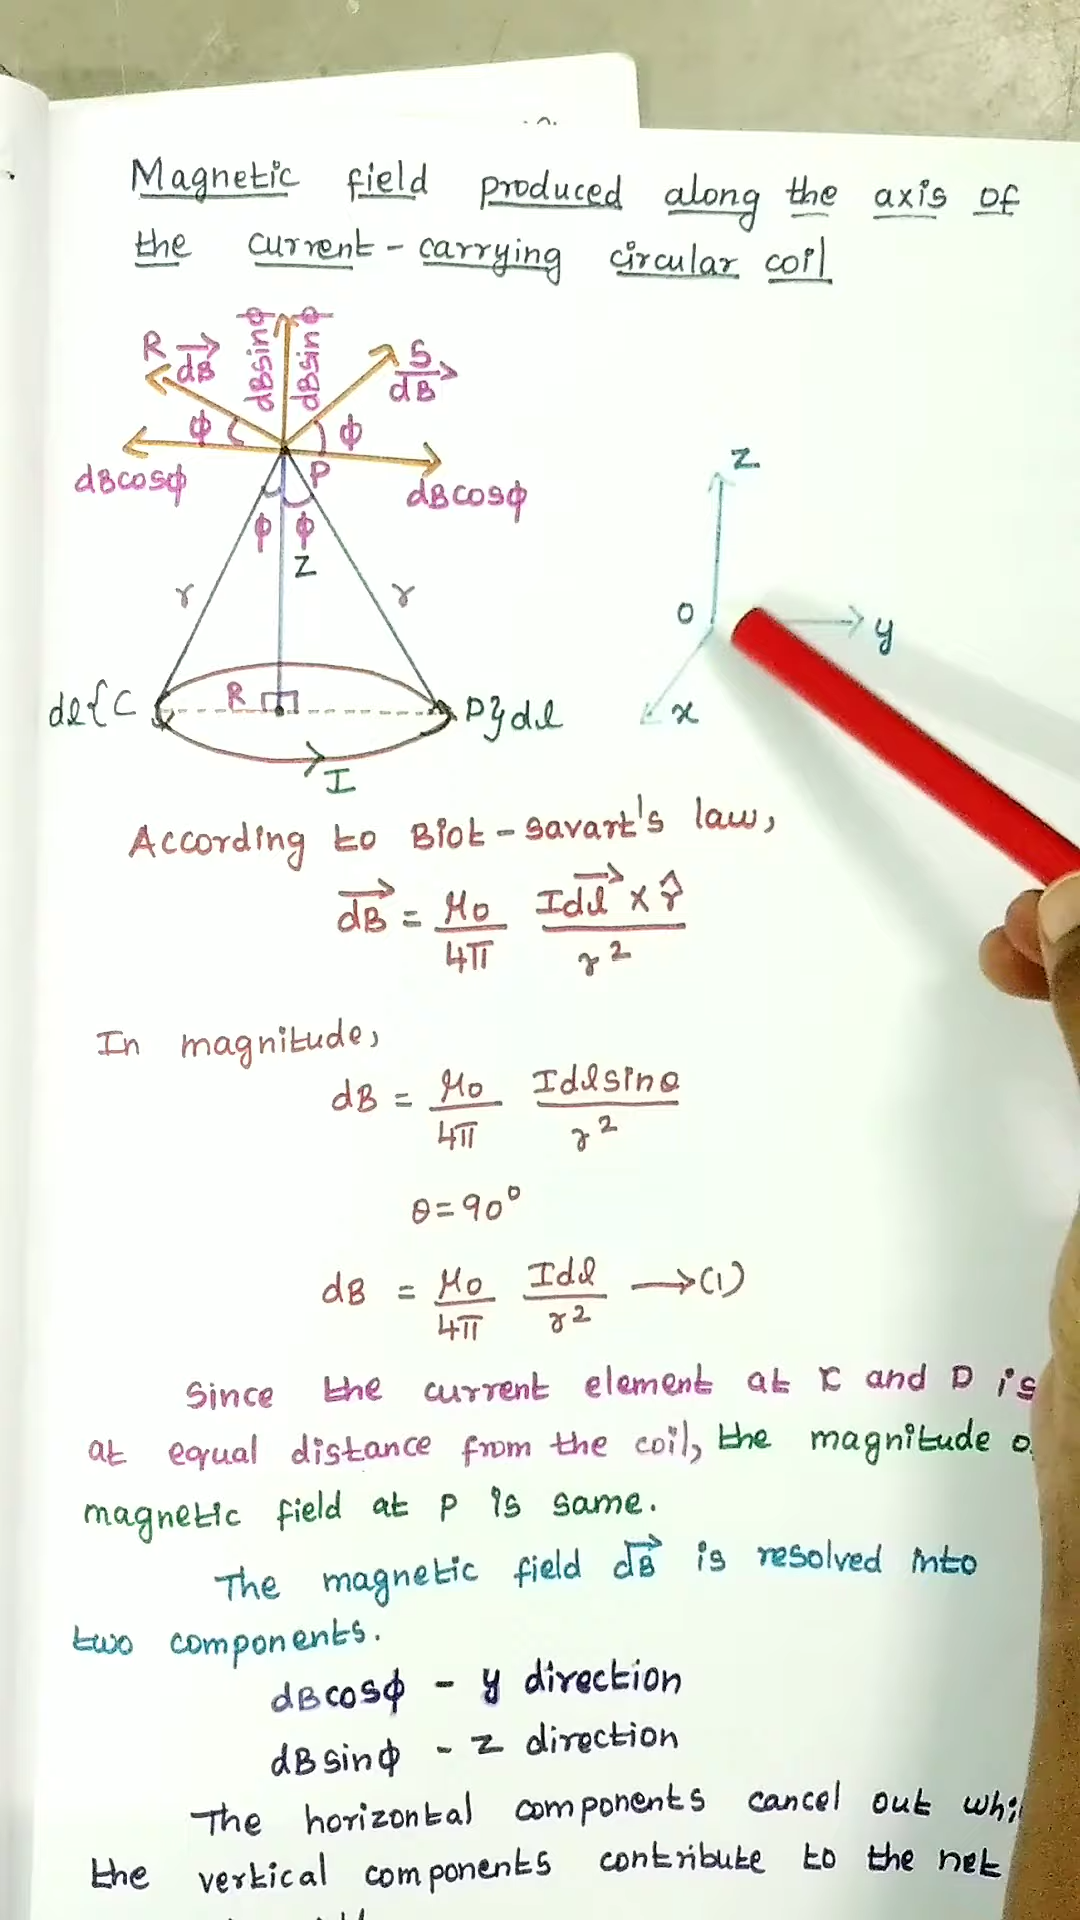 Magnetic field produced along the axis of
the current-carrying circular coil
R dB dBsinϕ dBsinϕ S dB
ϕ ϕ
dBcosϕ P dBcosϕ
ϕ ϕ
z
r r
dl{C R D}dl
I
z
O y
x
According to Biot-Savart's law,
dB = μ0/4π Idl × r̂/r²
In magnitude,
dB = μ0/4π Idlsinθ/r²
θ=90°
dB = μ0/4π Idl/r² →(1)
Since the current element at C and D is
at equal distance from the coil, the magnitude
magnetic field at P is same.
The magnetic field dB is resolved into
two components.
dBcosϕ - y direction
dBsinϕ - z direction
The horizontal components cancel out
the vertical components contribute to the net